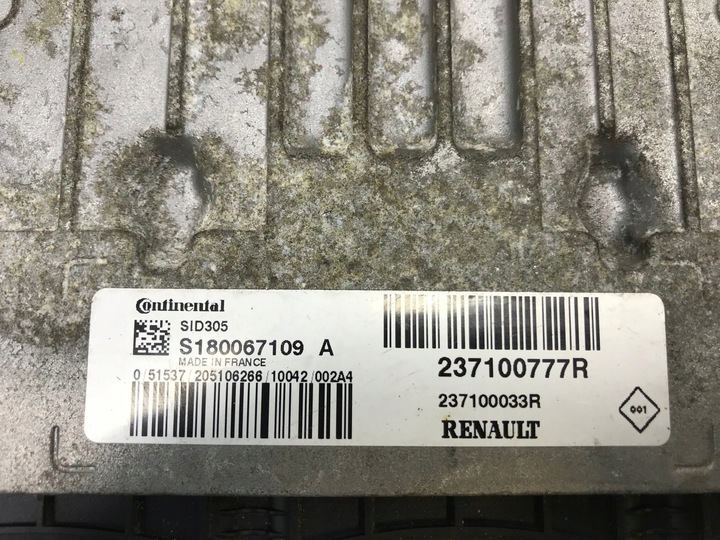 Continental
SID305
S180067109 A
MADE IN FRANCE
0/51537/205106266/10042/002A4
237100777R
237100033R
RENAULT
001